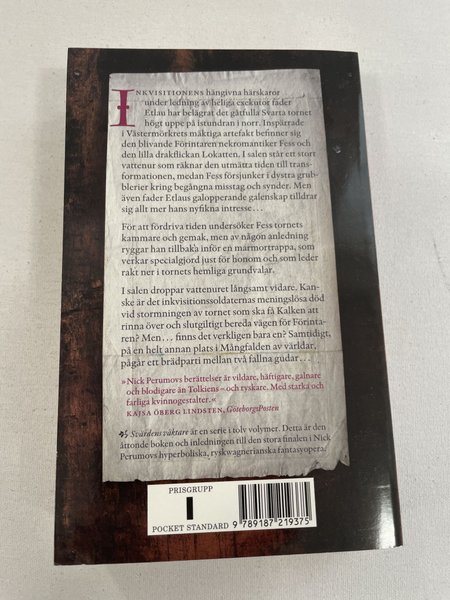 INKVISITIONENS hängivna härskaror
under ledning av heliga exekutor fader
Etlau har belägrat det gåtfulla Svarta tornet
högt uppe på istundran i norr. Inspärrade
i Västermörkrets mäktiga artefakt befinner sig
den blivande Förintaren nekromantiker Fess och
den lilla drakflickan Lokatten. I salen står ett stort
vattenur som räknar den utmätta tiden till trans-
formationen, medan Fess försjunker i dystra grub-
blerier kring begångna misstag och synder. Men
även fader Etlaus galopperande galenskap tilldrar
sig allt mer hans nyfikna intresse…
För att fördriva tiden undersöker Fess tornets
kammare och gemak, men av någon anledning
ryggar han tillbaka inför en marmortrappa, som
verkar specialgjord just för honom och som leder
rakt ner i tornets hemliga grundvalar.
I salen droppar vattenuret långsamt vidare. Kan-
ske är det inkvisitionssoldaternas meningslösa död
vid stormningen av tornet som ska få Kalken att
rinna över och slutgiltigt bereda vägen för Förinta-
ren? Men… finns det verkligen bara en? Samtidigt,
på en helt annan plats i Mångfalden av världar,
pågår ett brädparti mellan två fallna gudar…
»Nick Perumovs berättelser är vildare, häftigare, galnare
och blodigare än Tolkiens – och ryskare. Med starka och
farliga kvinnogestalter.«
KAJSA ÖBERG LINDSTEN, GöteborgsPosten
Svärdens väktare är en serie i tolv volymer. Detta är den
åttonde boken och inledningen till den stora finalen i Nick
Perumovs hyperboliska, ryskwagnerianska fantasyopera.
PRISGRUPP
I
POCKET STANDARD
9 789187 219375